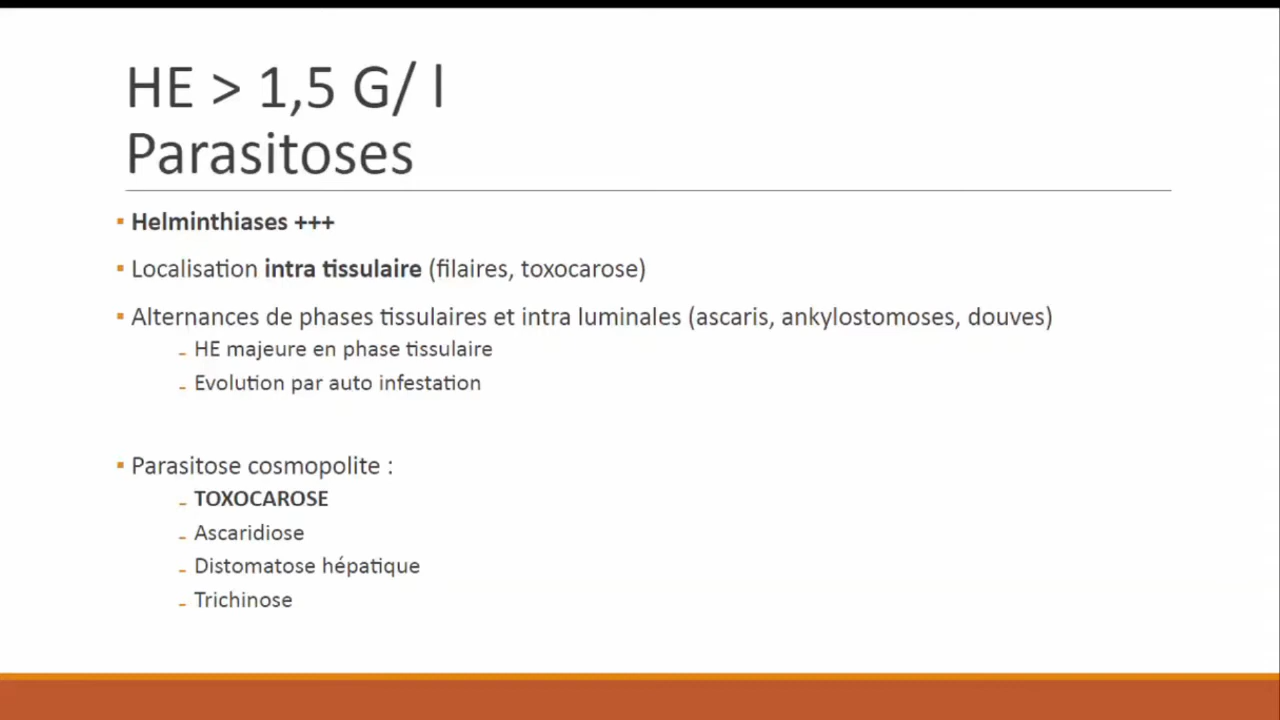 HE > 1,5 G/ l
Parasitoses
▪ Helminthiases +++
▪ Localisation intra tissulaire (filaires, toxocarose)
▪ Alternances de phases tissulaires et intra luminales (ascaris, ankylostomoses, douves)
- HE majeure en phase tissulaire
- Evolution par auto infestation
▪ Parasitose cosmopolite :
- TOXOCAROSE
- Ascaridiose
- Distomatose hépatique
- Trichinose